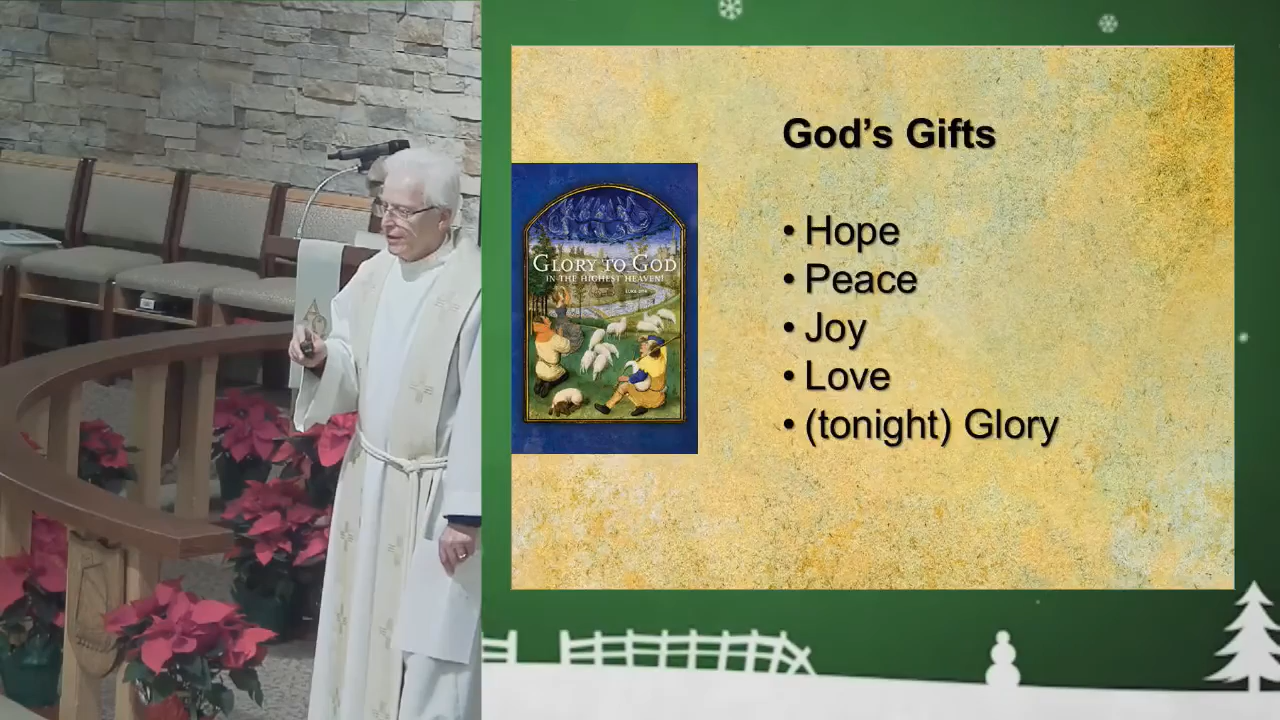 God's Gifts
GLORY TO GOD
IN THE HIGHEST HEAVEN!
• Hope
• Peace
• Joy
• Love
• (tonight) Glory